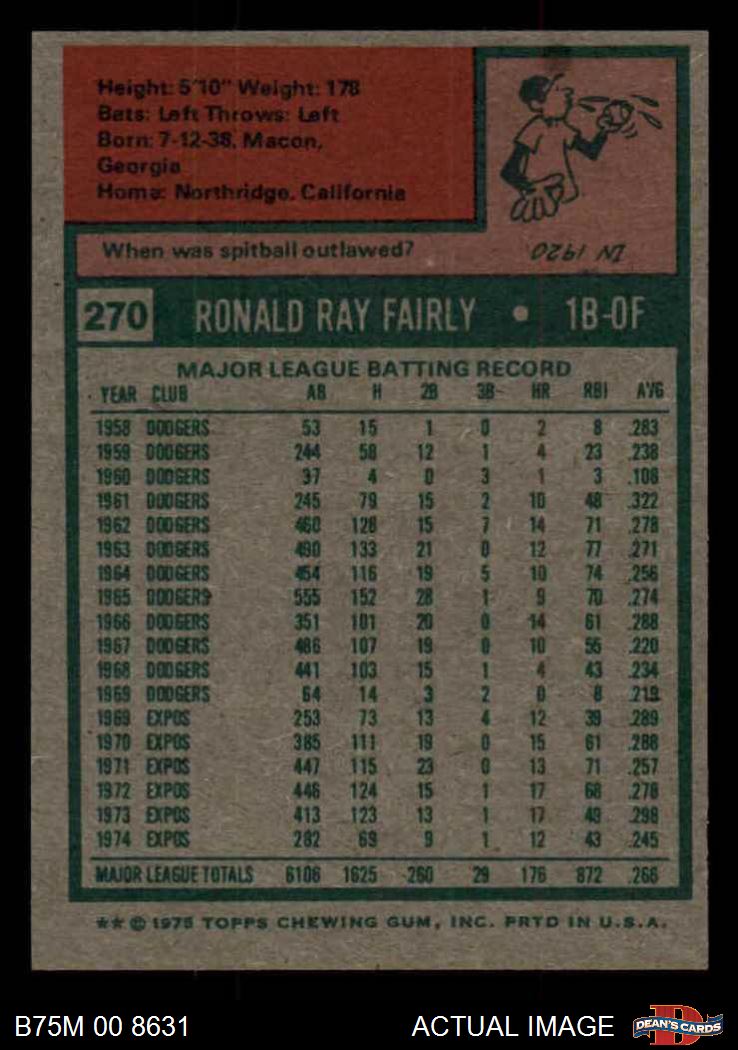 Height: 5'10" Weight: 178
Bats: Left Throws: Left
Born: 7-12-38, Macon,
Georgia
Home: Northridge, California
When was spitball outlawed?
IN 1920
270 RONALD RAY FAIRLY • 1B-OF
MAJOR LEAGUE BATTING RECORD
YEAR CLUB AB H 2B 3B HR RBI AVG
1958 DODGERS 53 15 1 0 2 8 .283
1959 DODGERS 244 58 12 1 4 23 .238
1960 DODGERS 37 4 0 3 1 3 .108
1961 DODGERS 245 79 15 2 10 48 .322
1962 DODGERS 460 128 15 7 14 71 .278
1963 DODGERS 490 133 21 0 12 77 .271
1964 DODGERS 454 116 19 5 10 74 .256
1965 DODGERS 555 152 28 1 9 70 .274
1966 DODGERS 351 101 20 0 14 61 .288
1967 DODGERS 486 107 19 0 10 55 .220
1968 DODGERS 441 103 15 1 4 43 .234
1969 DODGERS 64 14 3 2 0 8 .219
1969 EXPOS 253 73 13 4 12 39 .289
1970 EXPOS 385 111 19 0 15 61 .288
1971 EXPOS 447 115 23 0 13 71 .257
1972 EXPOS 446 124 15 1 17 68 .278
1973 EXPOS 413 123 13 1 17 49 .298
1974 EXPOS 282 69 9 1 12 43 .245
MAJOR LEAGUE TOTALS 6106 1625 260 29 176 872 .266
★★ © 1975 TOPPS CHEWING GUM, INC. PRTD IN U.S.A.
B75M 00 8631 ACTUAL IMAGE DEAN'S CARDS